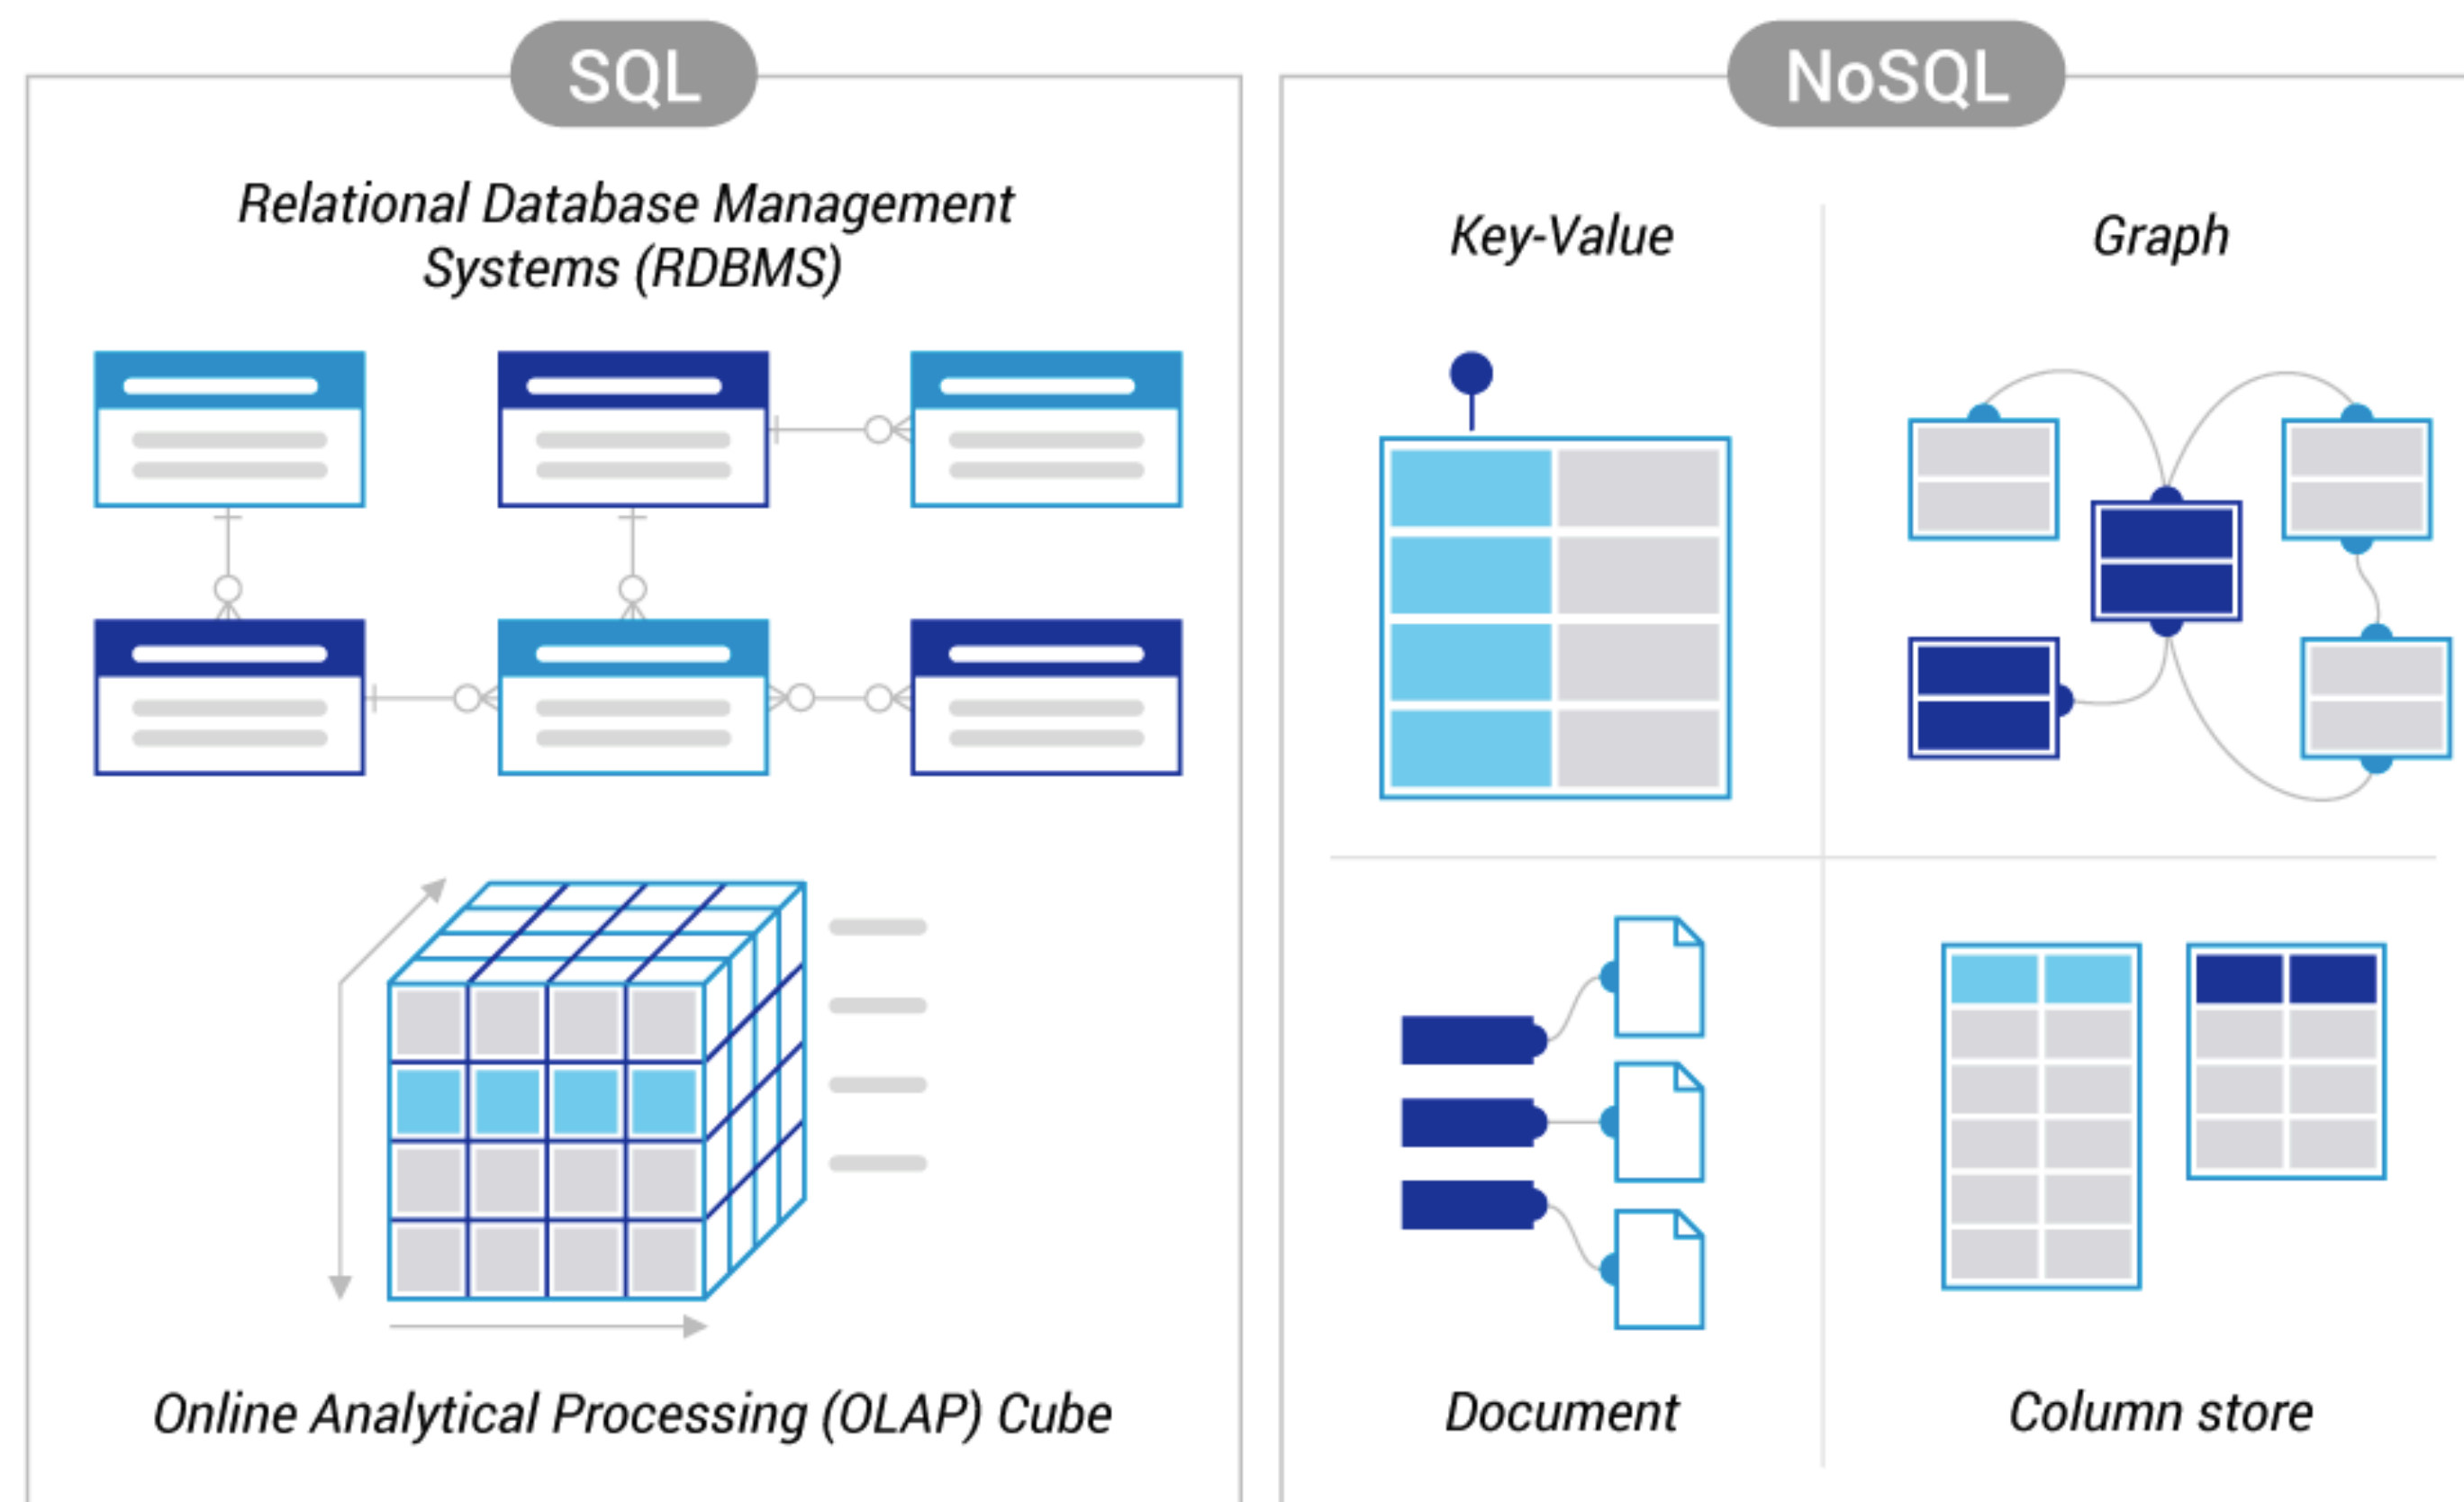 SQL
Relational Database Management
Systems (RDBMS)
Online Analytical Processing (OLAP) Cube
NoSQL
Key-Value
Graph
Document
Column store